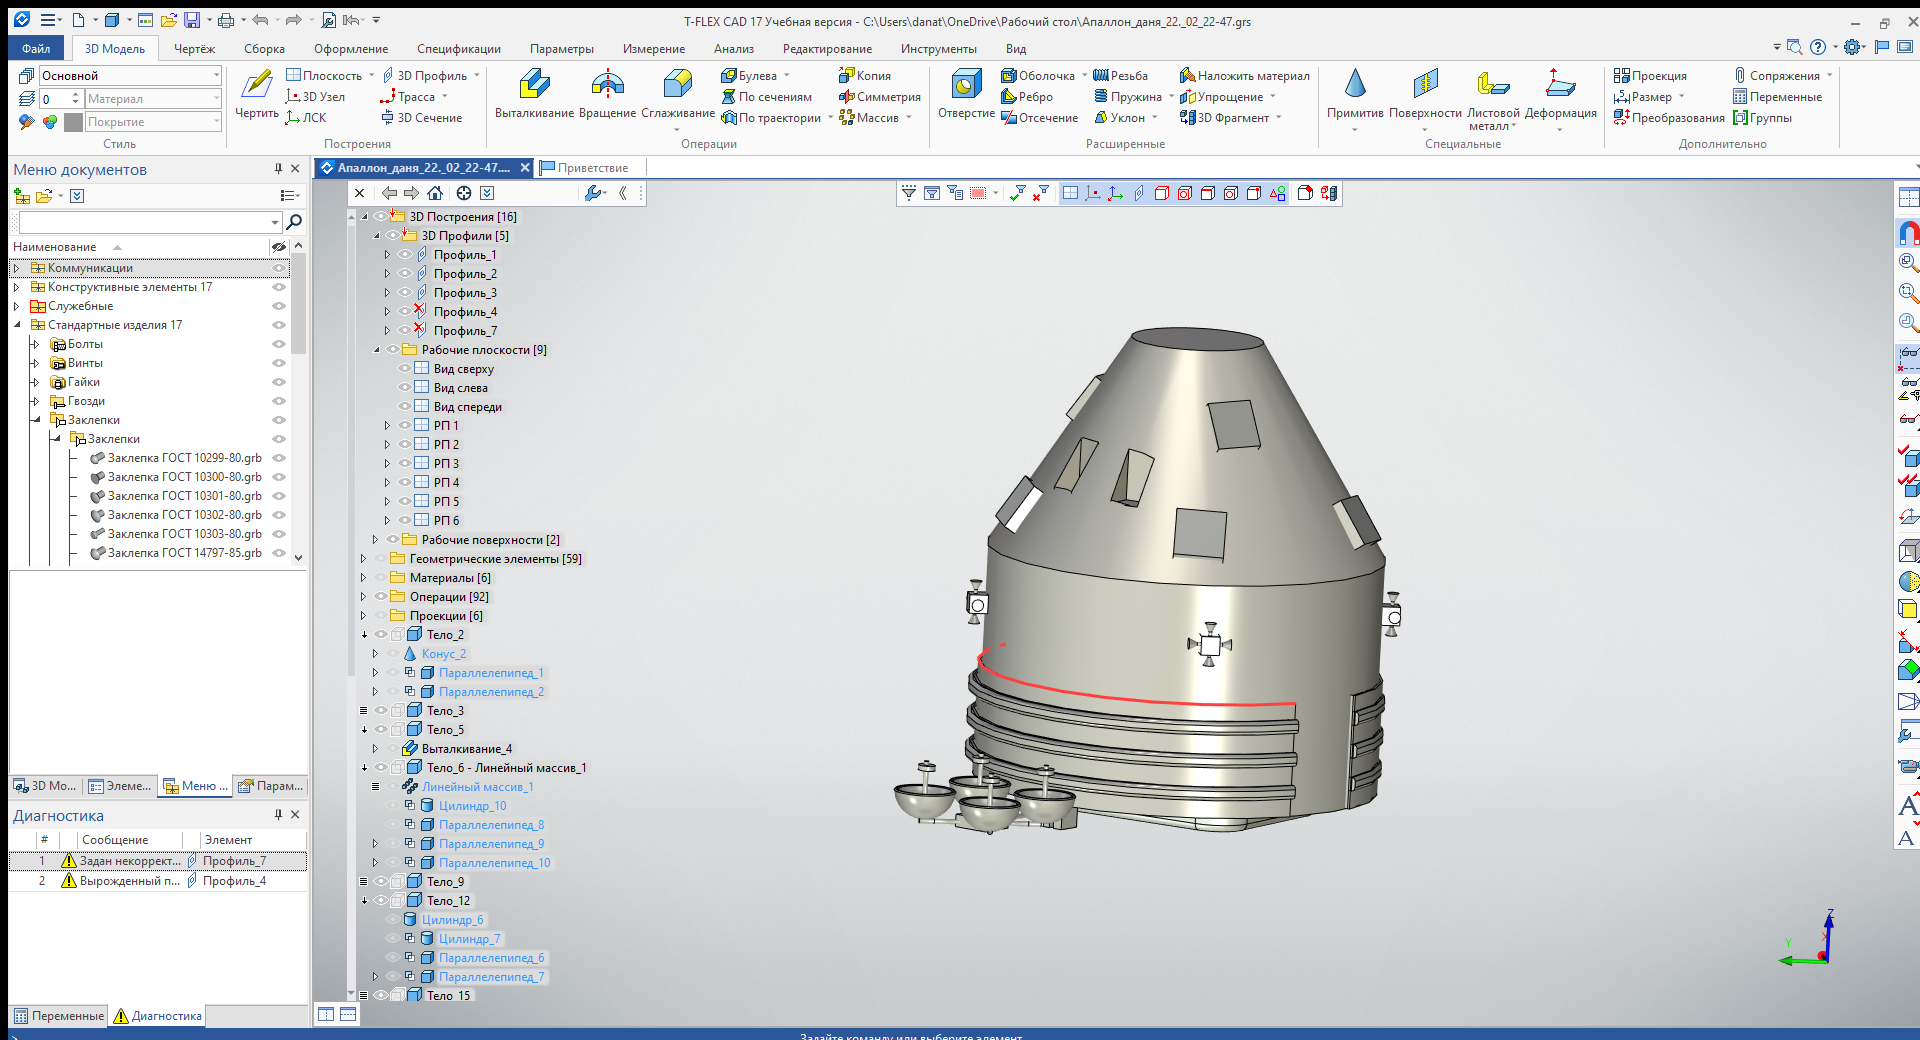 T-FLEX CAD 17 Учебная версия - C:\Users\danat\OneDrive\Рабочий стол\Апаллон_даня_22._02_22-47.grs
Файл 3D Модель Чертёж Сборка Оформление Спецификации Параметры Измерение Анализ Редактирование Инструменты Вид
Основной
0 Материал
Покрытие
Стиль
Чертить
Плоскость 3D Профиль
3D Узел Трасса
ЛСК 3D Сечение
Построения
Выталкивание Вращение Сглаживание
Булева Копия
По сечениям Симметрия
По траектории Массив
Операции
Отверстие
Оболочка Резьба Наложить материал
Ребро Пружина Упрощение
Отсечение Уклон 3D Фрагмент
Расширенные
Примитив Поверхности Листовой металл Деформация
Специальные
Проекция Сопряжения
Размер Переменные
Преобразования Группы
Дополнительно
Меню документов
Наименование
Коммуникации
Конструктивные элементы 17
Служебные
Стандартные изделия 17
Болты
Винты
Гайки
Гвозди
Заклепки
Заклепки
Заклепка ГОСТ 10299-80.grb
Заклепка ГОСТ 10300-80.grb
Заклепка ГОСТ 10301-80.grb
Заклепка ГОСТ 10302-80.grb
Заклепка ГОСТ 10303-80.grb
Заклепка ГОСТ 14797-85.grb
3D Мо... Элеме... Меню ... Парам...
Диагностика
# Сообщение Элемент
1 Задан некоррект... Профиль_7
2 Вырожденный п... Профиль_4
Переменные Диагностика
Апаллон_даня_22._02_22-47.... Приветствие
3D Построения [16]
3D Профили [5]
Профиль_1
Профиль_2
Профиль_3
Профиль_4
Профиль_7
Рабочие плоскости [9]
Вид сверху
Вид слева
Вид спереди
РП 1
РП 2
РП 3
РП 4
РП 5
РП 6
Рабочие поверхности [2]
Геометрические элементы [59]
Материалы [6]
Операции [92]
Проекции [6]
Тело_2
Конус_2
Параллелепипед_1
Параллелепипед_2
Тело_3
Тело_5
Выталкивание_4
Тело_6 - Линейный массив_1
Линейный массив_1
Цилиндр_10
Параллелепипед_8
Параллелепипед_9
Параллелепипед_10
Тело_9
Тело_12
Цилиндр_6
Цилиндр_7
Параллелепипед_6
Параллелепипед_7
Тело_15
Z
Y
X
Задайте команду или выберите элемент